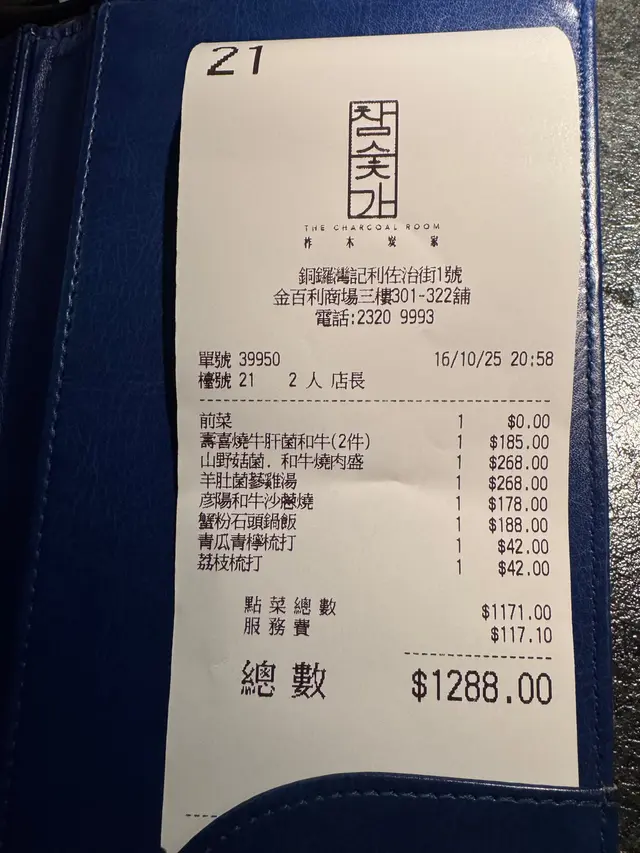 21
참숯가
THE CHARCOAL ROOM
柞木炭家
銅鑼灣記利佐治街1號
金百利商場三樓301-322舖
電話:2320 9993
單號 39950 16/10/25 20:58
檯號 21 2 人 店長
前菜 1 $0.00
壽喜燒牛肝菌和牛(2件) 1 $185.00
山野菇菌. 和牛燒肉盛 1 $268.00
羊肚菌蔘雞湯 1 $268.00
彦陽和牛沙蔥燒 1 $178.00
蟹粉石頭鍋飯 1 $188.00
青瓜青檸梳打 1 $42.00
荔枝梳打 1 $42.00
點菜總數 $1171.00
服務費 $117.10
總數 $1288.00